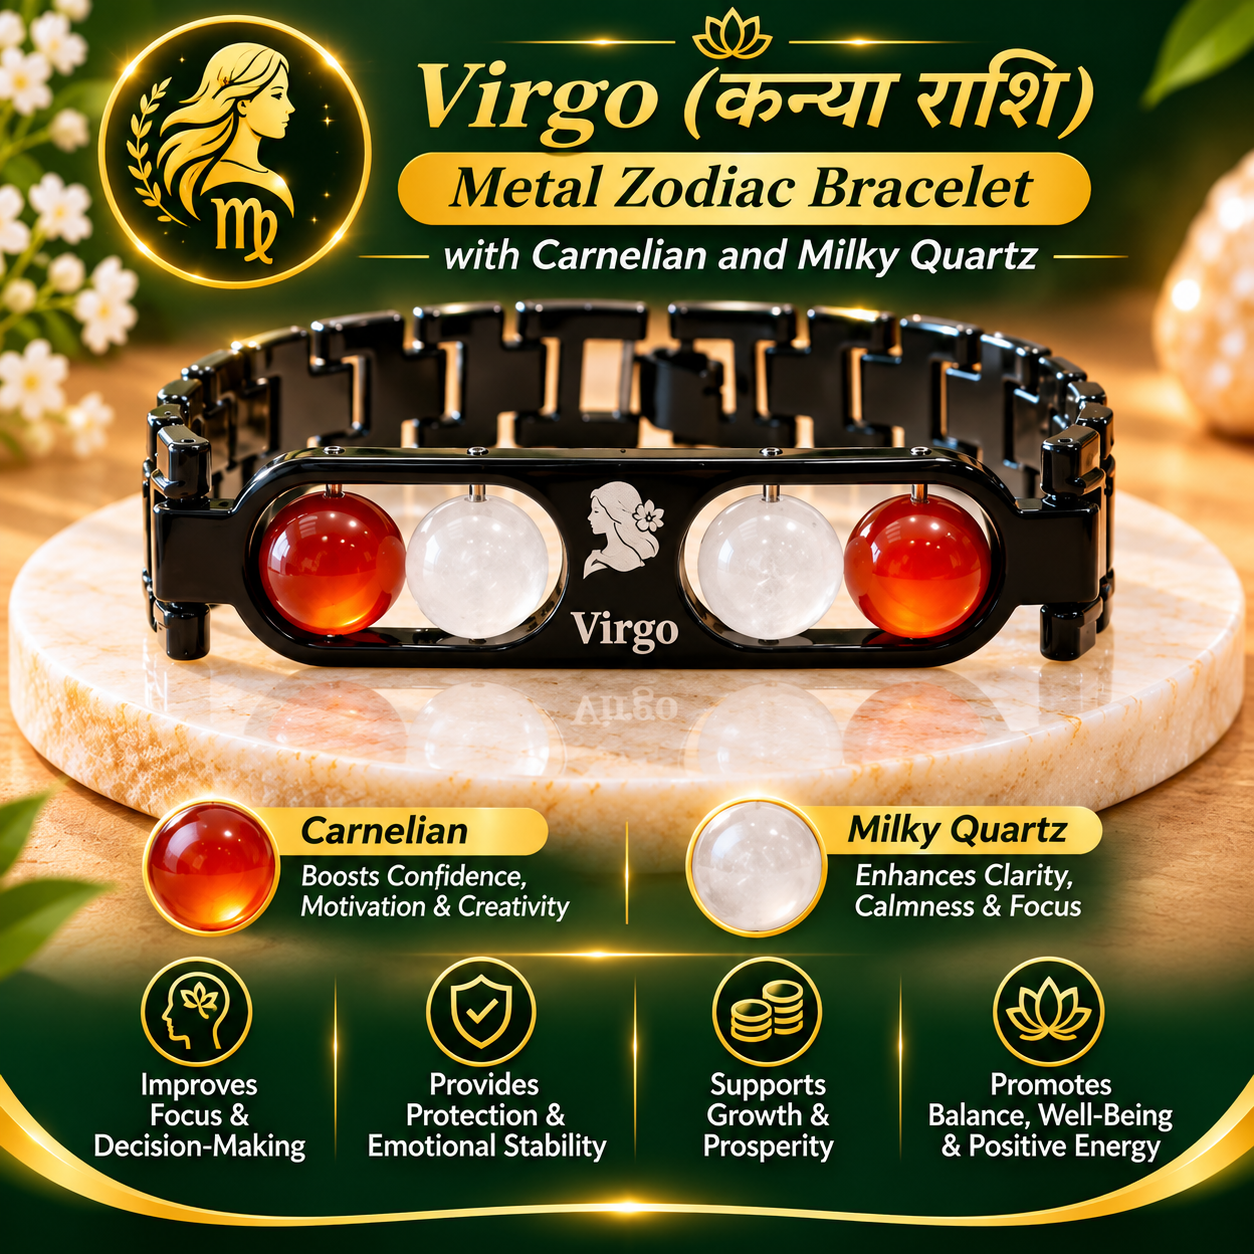 Virgo (कन्या राशि)
Metal Zodiac Bracelet
with Carnelian and Milky Quartz
Virgo
Carnelian
Boosts Confidence,
Motivation & Creativity
Milky Quartz
Enhances Clarity,
Calmness & Focus
Improves
Focus &
Decision-Making
Provides
Protection &
Emotional Stability
Supports
Growth &
Prosperity
Promotes
Balance, Well-Being
& Positive Energy